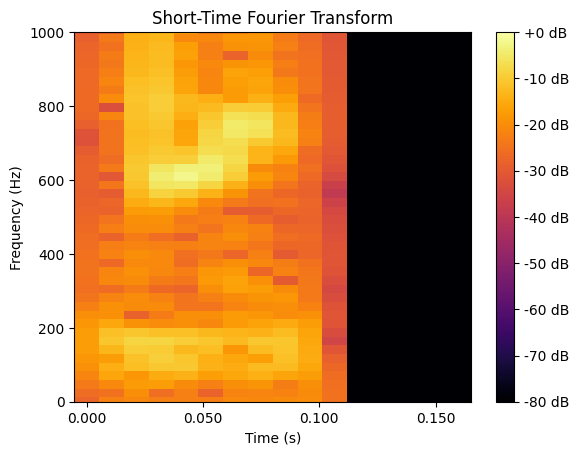 Short-Time Fourier Transform
1000
800
600
400
200
0
Frequency (Hz)
0.000
0.050
0.100
0.150
Time (s)
+0 dB
-10 dB
-20 dB
-30 dB
-40 dB
-50 dB
-60 dB
-70 dB
-80 dB